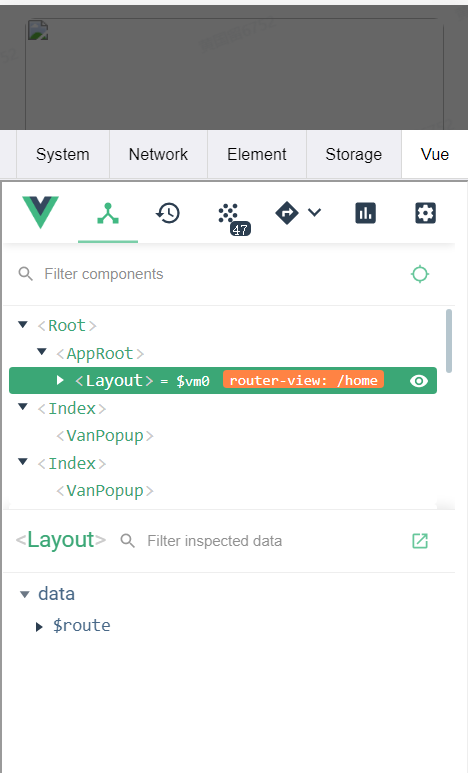 System Network Element Storage Vue
47
Filter components
<Root>
<AppRoot>
<Layout> = $vm0 router-view: /home
<Index>
<VanPopup>
<Index>
<VanPopup>
<Layout> Filter inspected data
data
$route